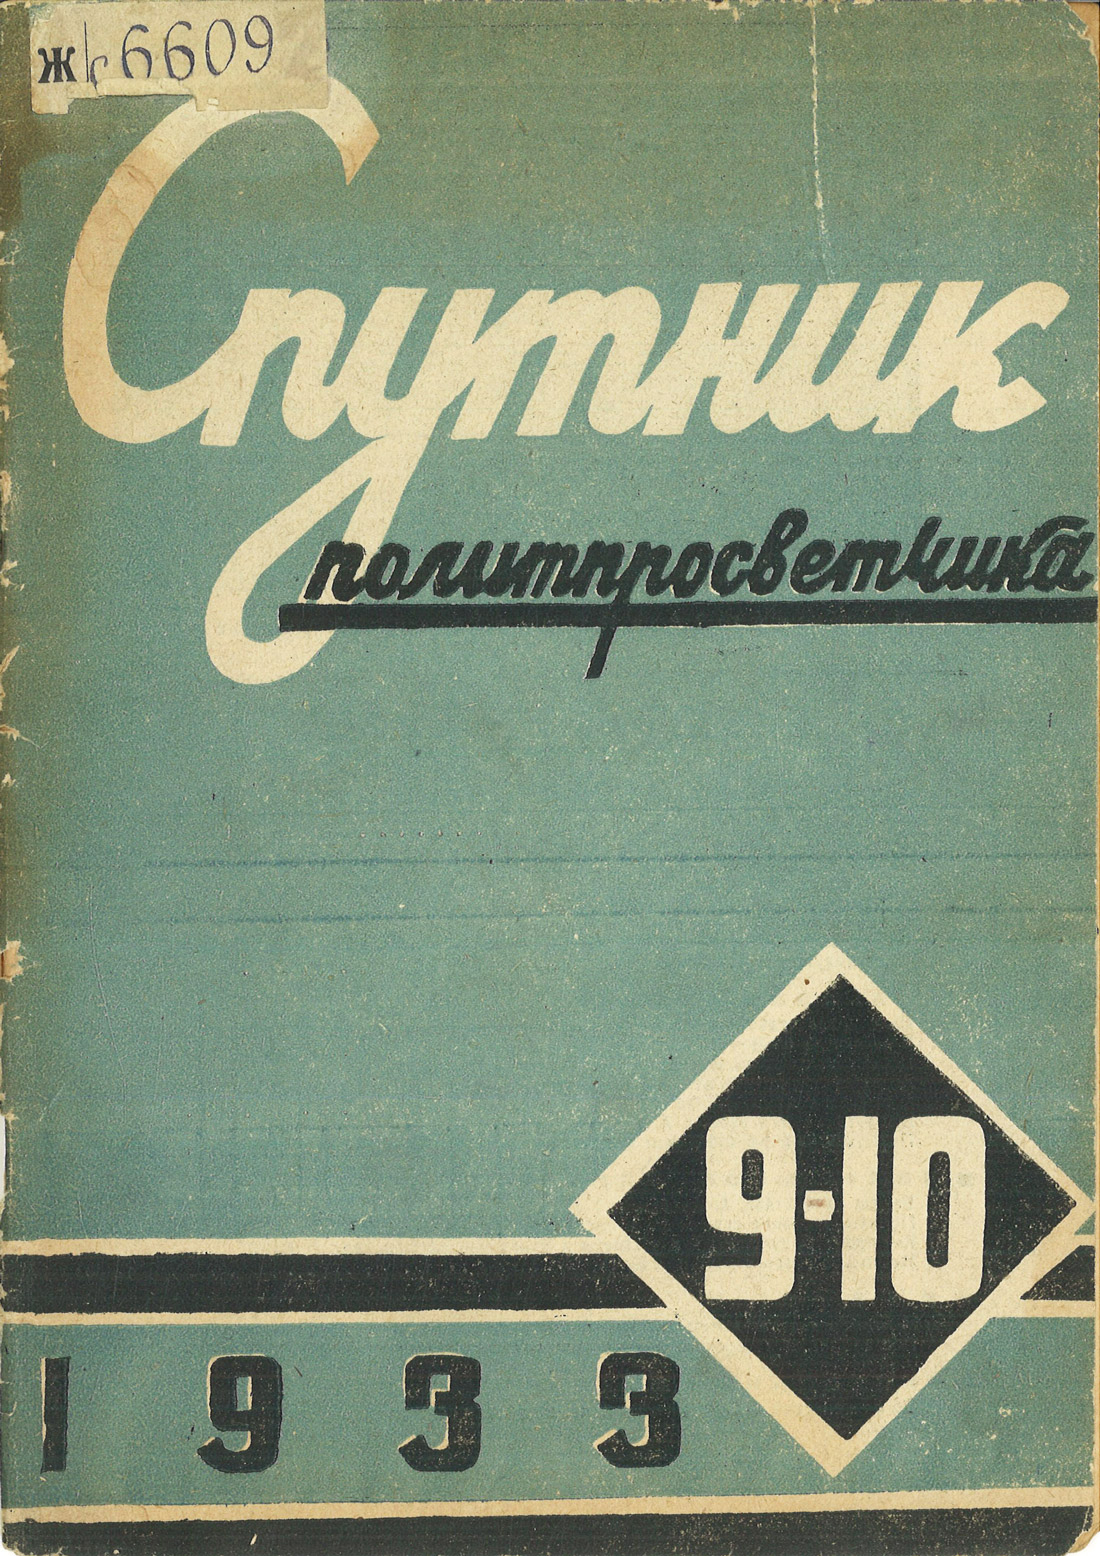 Ж 6609
Спутник
политпросветчика
9-10
1933